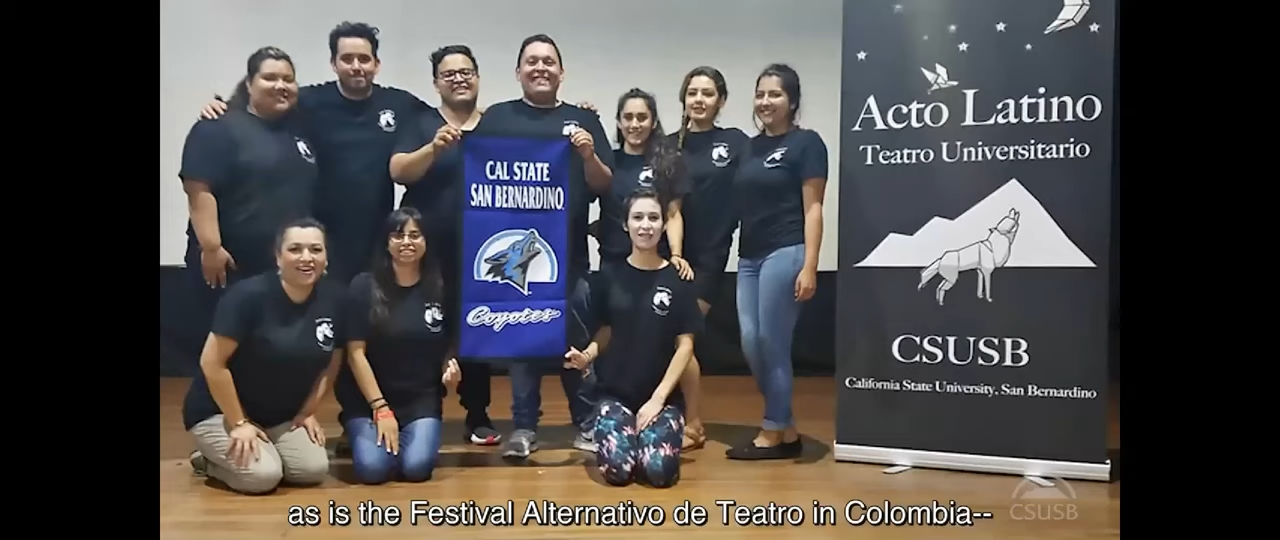 Acto Latino
Teatro Universitario
CAL STATE
SAN BERNARDINO
Coyotes
CSUSB
California State University, San Bernardino
as is the Festival Alternativo de Teatro in Colombia--
CSUSB